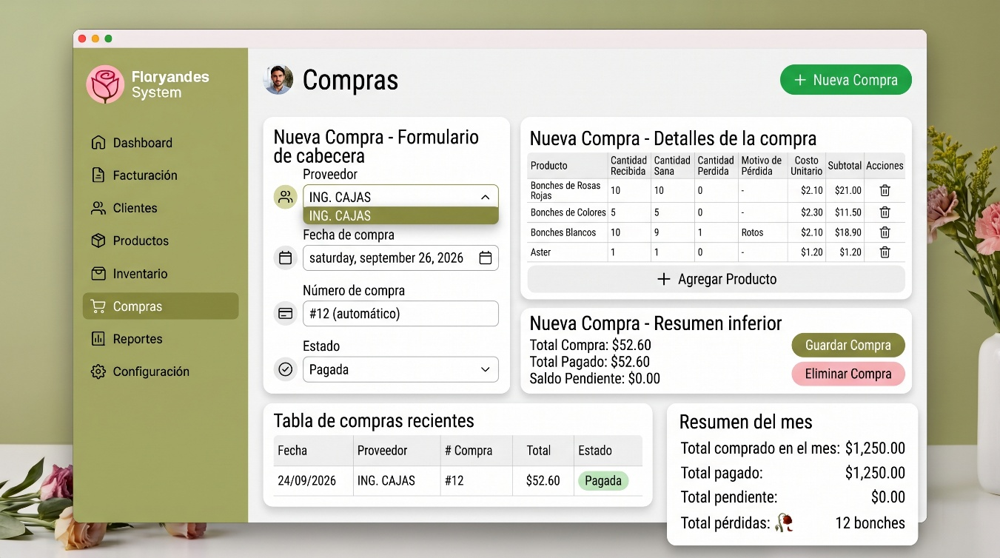 Floryandes
System
Dashboard
Facturación
Clientes
Productos
Inventario
Compras
Reportes
Configuración
Compras
+ Nueva Compra
Nueva Compra - Formulario
de cabecera
Proveedor
ING. CAJAS
ING. CAJAS
Fecha de compra
saturday, september 26, 2026
Número de compra
#12 (automático)
Estado
Pagada
Nueva Compra - Detalles de la compra
Producto Cantidad Recibida Cantidad Sana Cantidad Perdida Motivo de Pérdida Costo Unitario Subtotal Acciones
Bonches de Rosas Rojas 10 10 0 - $2.10 $21.00
Bonches de Colores 5 5 0 - $2.30 $11.50
Bonches Blancos 10 9 1 Rotos $2.10 $18.90
Aster 1 1 0 - $1.20 $1.20
+ Agregar Producto
Nueva Compra - Resumen inferior
Total Compra: $52.60
Total Pagado: $52.60
Saldo Pendiente: $0.00
Guardar Compra
Eliminar Compra
Tabla de compras recientes
Fecha Proveedor # Compra Total Estado
24/09/2026 ING. CAJAS #12 $52.60 Pagada
Resumen del mes
Total comprado en el mes: $1,250.00
Total pagado: $1,250.00
Total pendiente: $0.00
Total pérdidas: 12 bonches